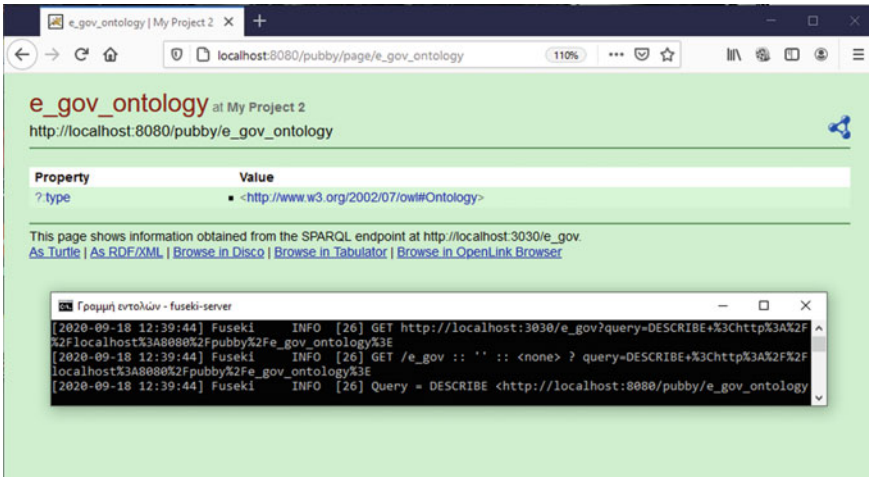 e_gov_ontology | My Project 2
localhost:8080/pubby/page/e_gov_ontology 110%
e_gov_ontology at My Project 2
http://localhost:8080/pubby/e_gov_ontology
Property Value
?:type <http://www.w3.org/2002/07/owl#Ontology>
This page shows information obtained from the SPARQL endpoint at http://localhost:3030/e_gov.
As Turtle | As RDF/XML | Browse in Disco | Browse in Tabulator | Browse in OpenLink Browser
Γραμμή εντολών - fuseki-server
[2020-09-18 12:39:44] Fuseki INFO [26] GET http://localhost:3030/e_gov?query=DESCRIBE+%3Chttp%3A%2F
%2Flocalhost%3A8080%2Fpubby%2Fe_gov_ontology%3E
[2020-09-18 12:39:44] Fuseki INFO [26] GET /e_gov :: '' :: <none> ? query=DESCRIBE+%3Chttp%3A%2F%2F
localhost%3A8080%2Fpubby%2Fe_gov_ontology%3E
[2020-09-18 12:39:44] Fuseki INFO [26] Query = DESCRIBE <http://localhost:8080/pubby/e_gov_ontology